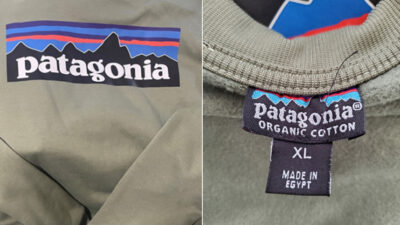 patagonia
patagonia®
ORGANIC COTTON
XL
MADE IN
EGYPT